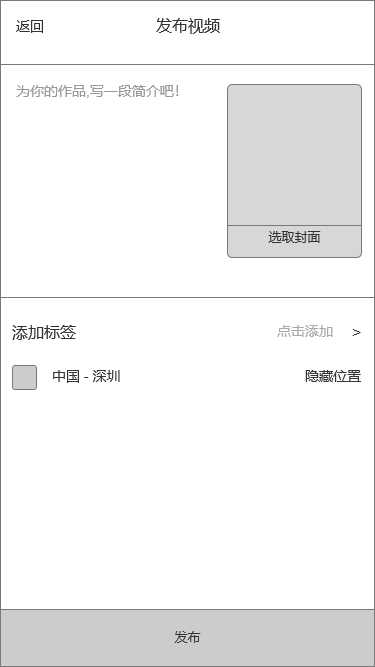 返回
发布视频
为你的作品,写一段简介吧!
选取封面
添加标签
点击添加 >
中国 - 深圳
隐藏位置
发布